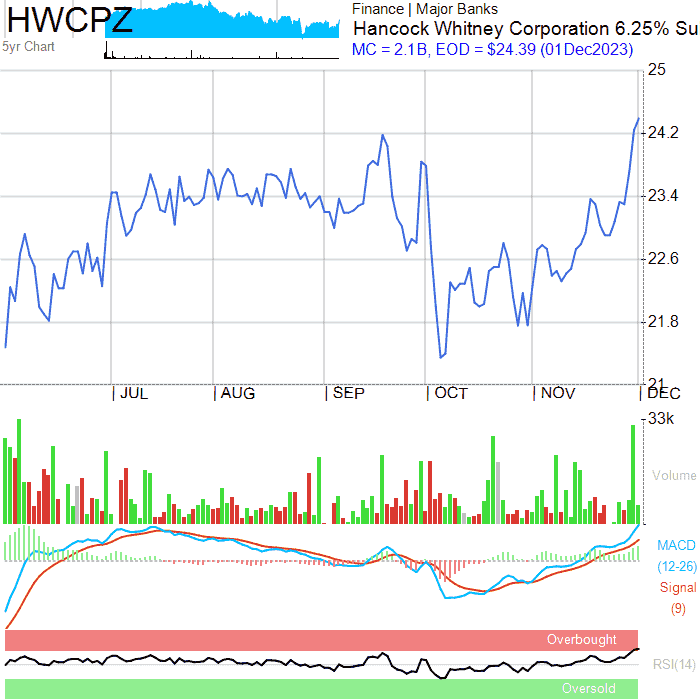 HWCPZ
5yr Chart
Finance | Major Banks
Hancock Whitney Corporation 6.25% Su
MC = 2.1B, EOD = $24.39 (01Dec2023)
25
24.2
23.4
22.6
21.8
21
JUL
AUG
SEP
OCT
NOV
DEC
33k
Volume
MACD
(12-26)
Signal
(9)
Overbought
RSI(14)
Oversold